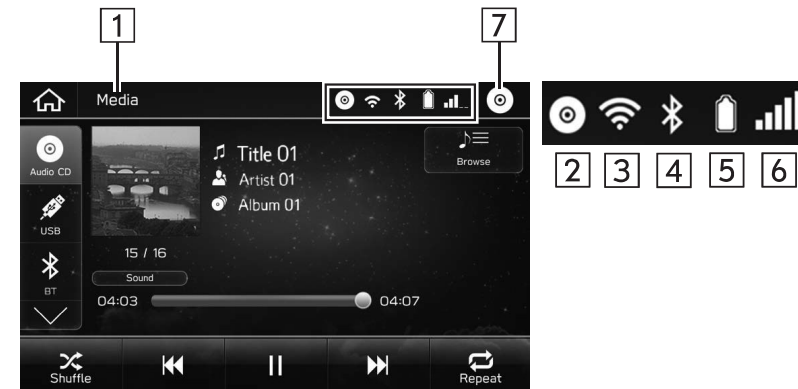 1
7
Media
Audio CD
USB
BT
Title 01
Artist 01
Album 01
Browse
15 / 16
Sound
04:03
04:07
Shuffle
Repeat
2 3 4 5 6